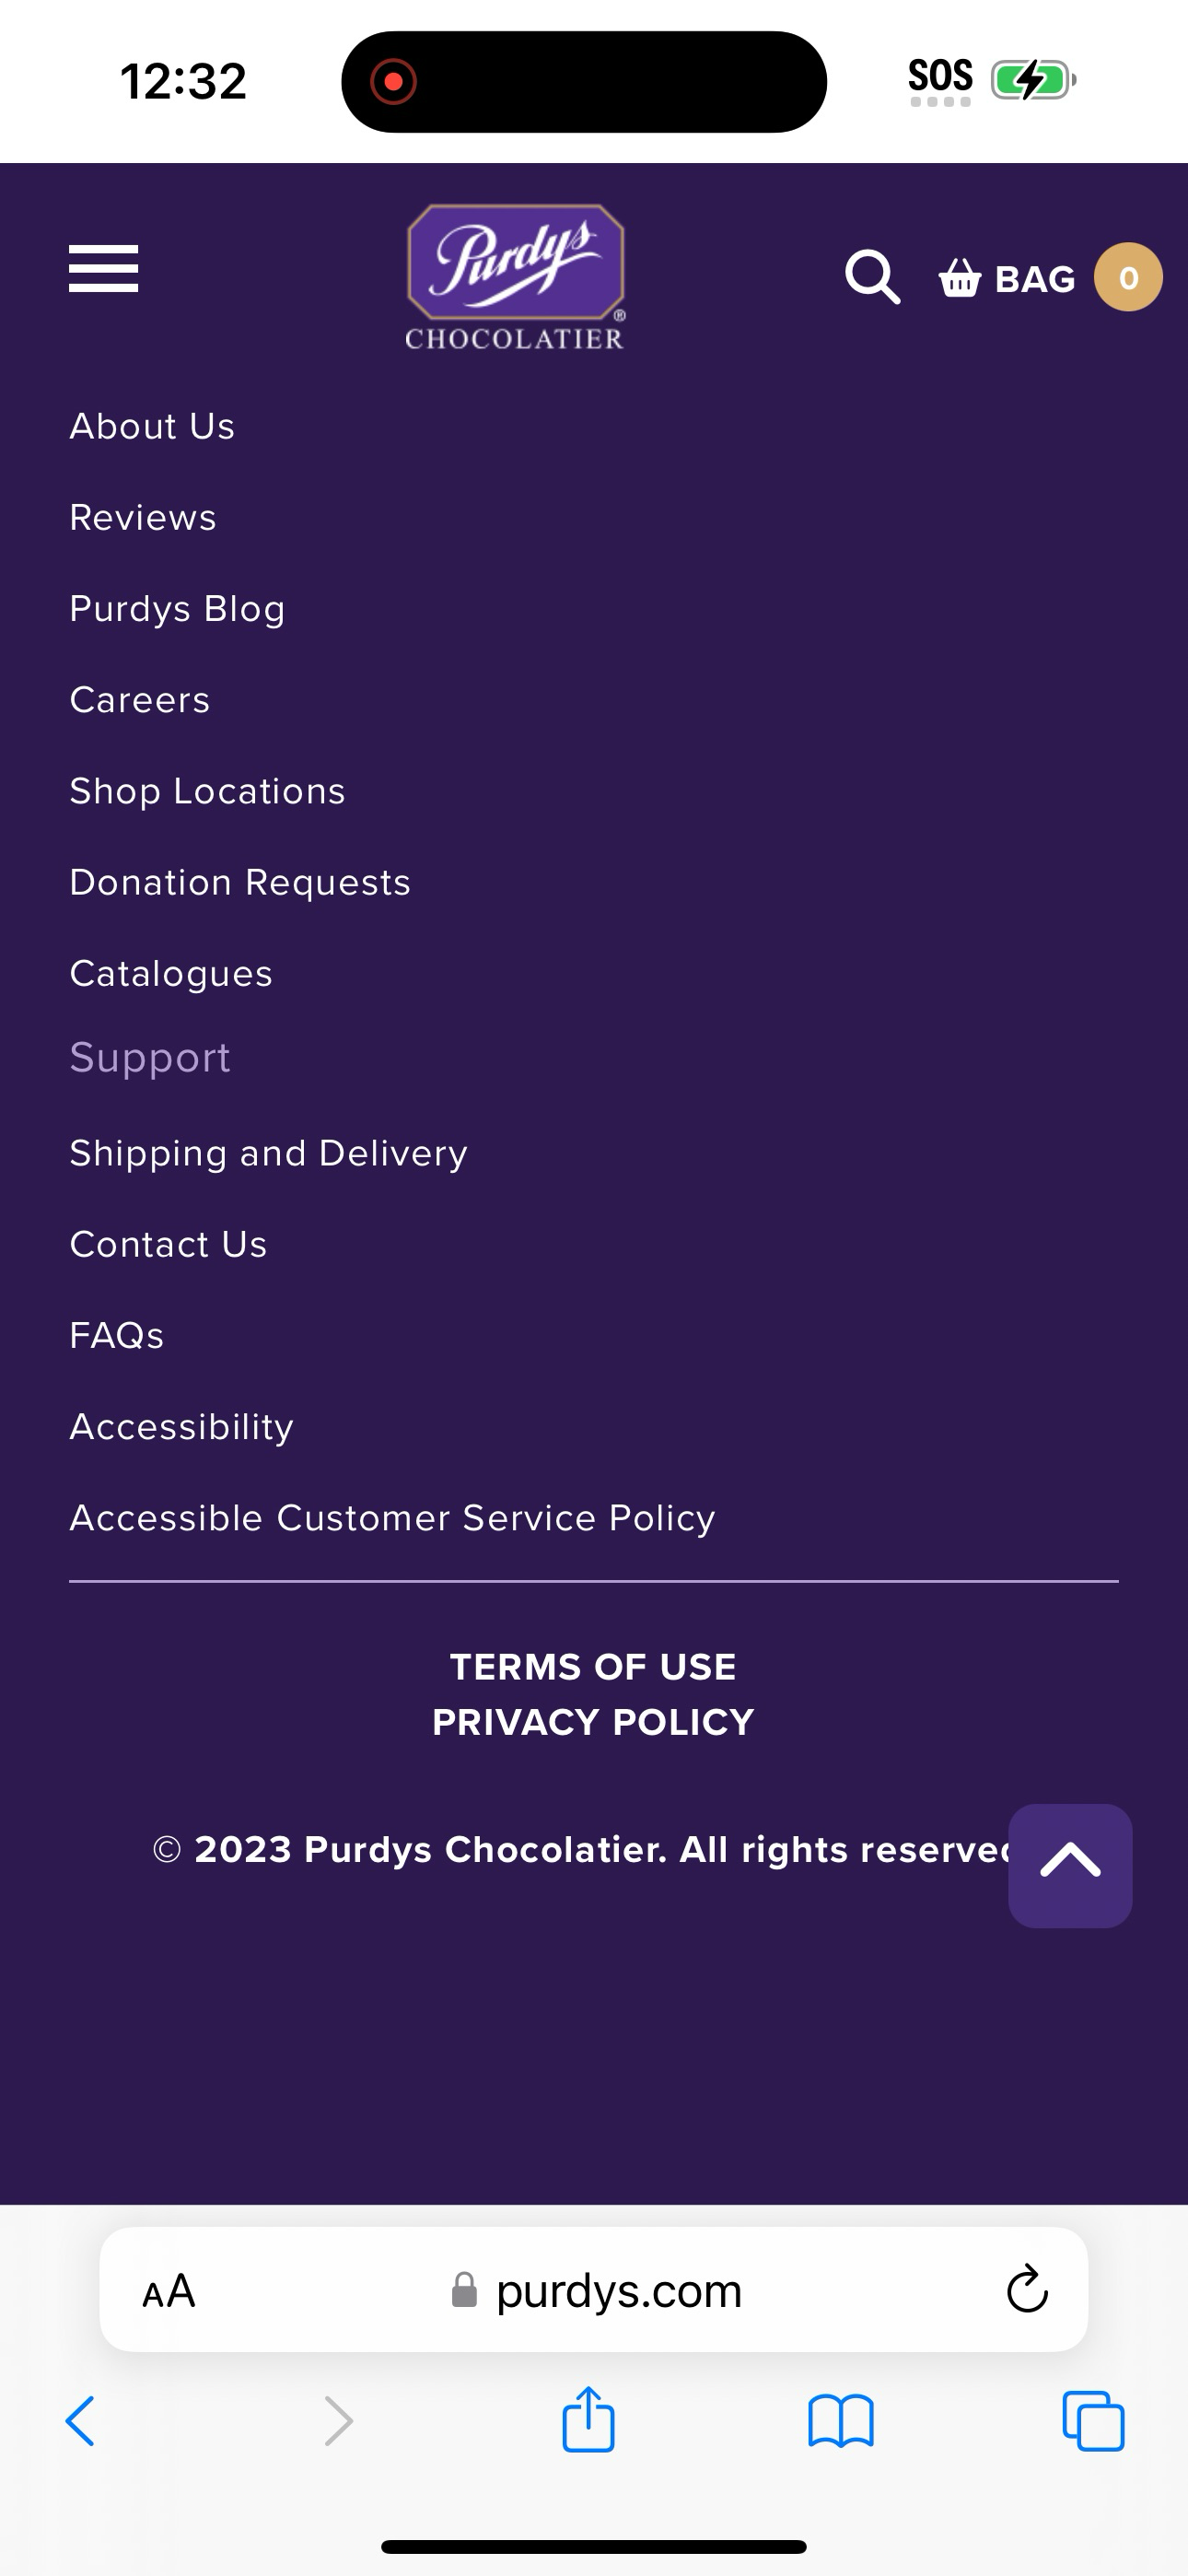 12:32
SOS
Purdys
®
CHOCOLATIER
BAG
0
About Us
Reviews
Purdys Blog
Careers
Shop Locations
Donation Requests
Catalogues
Support
Shipping and Delivery
Contact Us
FAQs
Accessibility
Accessible Customer Service Policy
TERMS OF USE
PRIVACY POLICY
© 2023 Purdys Chocolatier. All rights reserved
AA
purdys.com